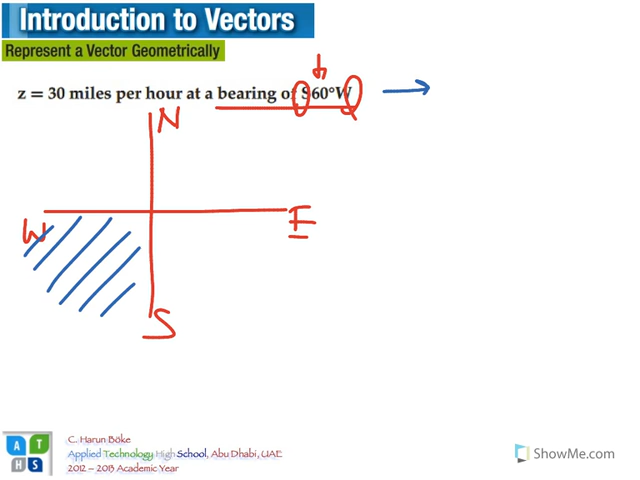 Introduction to Vectors
Represent a Vector Geometrically
z = 30 miles per hour at a bearing of S60°W
N
W
E
S
A T
H S
C. Harun Böke
Applied Technology High School, Abu Dhabi, UAE
2012 – 2013 Academic Year
ShowMe.com